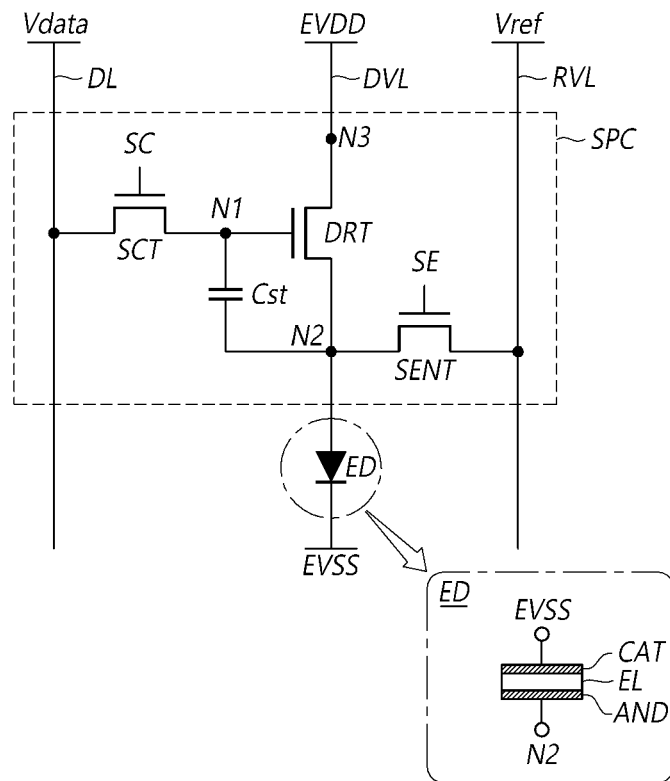 Vdata EVDD Vref
DL DVL RVL
N3 SPC
SC
N1 DRT
SCT SE
Cst
N2
SENT
ED
EVSS
ED
EVSS
CAT
EL
AND
N2